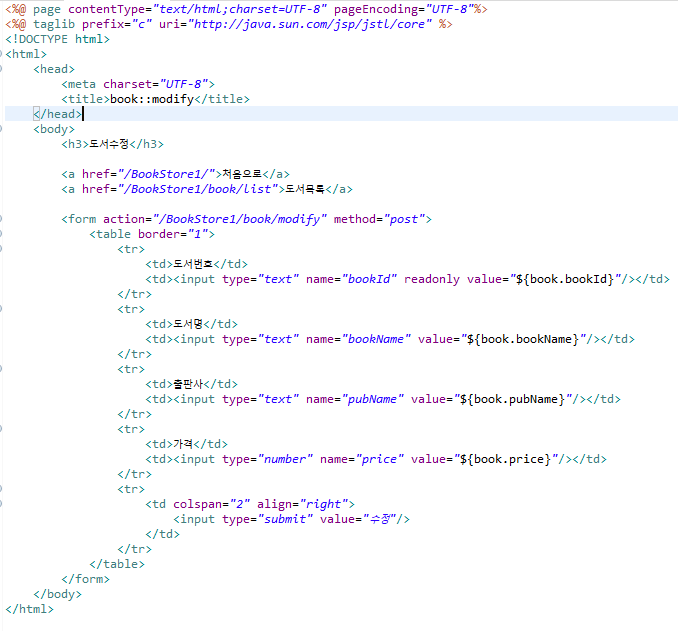 <%@ page contentType="text/html;charset=UTF-8" pageEncoding="UTF-8"%>
<%@ taglib prefix="c" uri="http://java.sun.com/jsp/jstl/core" %>
<!DOCTYPE html>
<html>
    <head>
        <meta charset="UTF-8">
        <title>book::modify</title>
    </head>
    <body>
        <h3>도서수정</h3>

        <a href="/BookStore1/">처음으로</a>
        <a href="/BookStore1/book/list">도서목록</a>

        <form action="/BookStore1/book/modify" method="post">
            <table border="1">
                <tr>
                    <td>도서번호</td>
                    <td><input type="text" name="bookId" readonly value="${book.bookId}"/></td>
                </tr>
                <tr>
                    <td>도서명</td>
                    <td><input type="text" name="bookName" value="${book.bookName}"/></td>
                </tr>
                <tr>
                    <td>출판사</td>
                    <td><input type="text" name="pubName" value="${book.pubName}"/></td>
                </tr>
                <tr>
                    <td>가격</td>
                    <td><input type="number" name="price" value="${book.price}"/></td>
                </tr>
                <tr>
                    <td colspan="2" align="right">
                        <input type="submit" value="수정"/>
                    </td>
                </tr>
            </table>
        </form>
    </body>
</html>